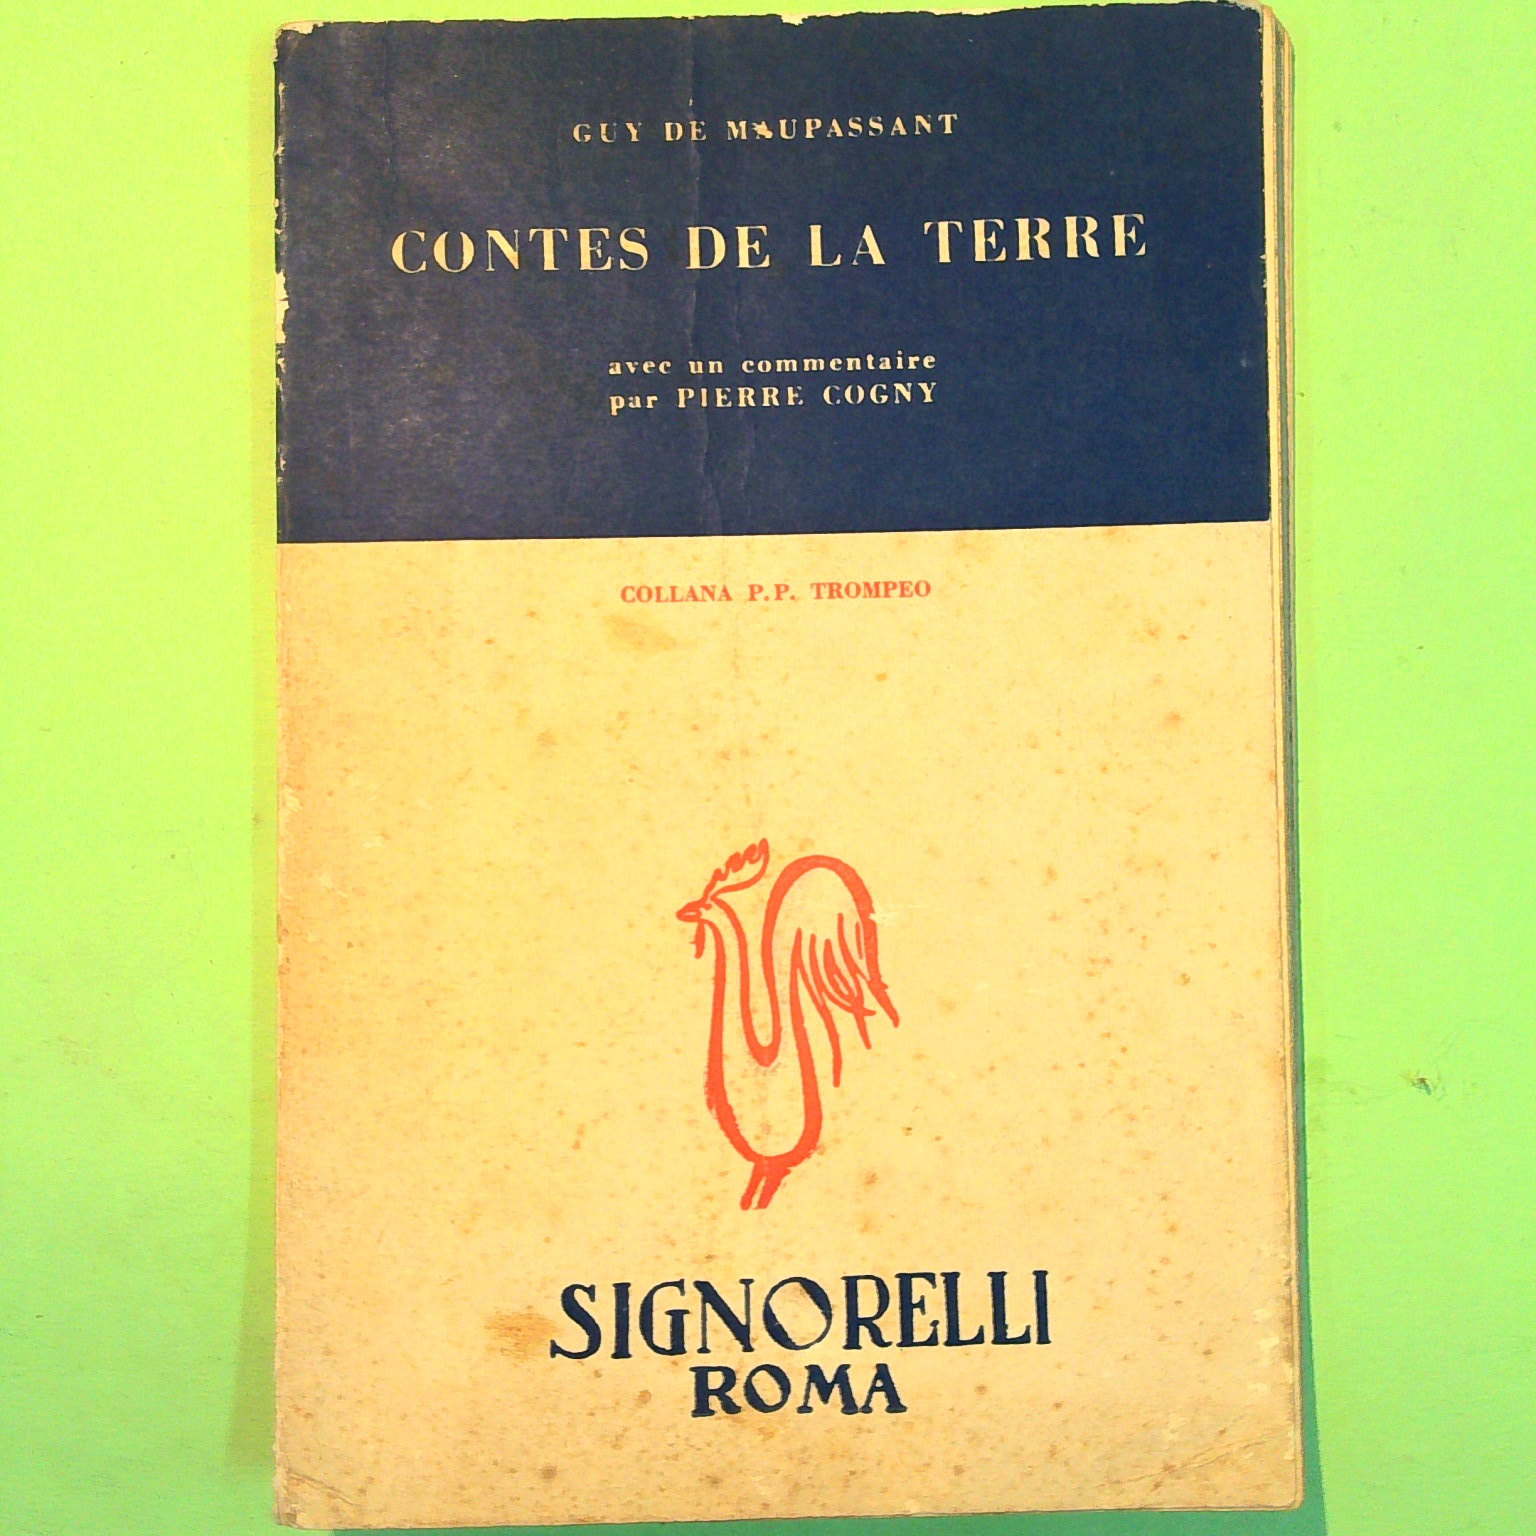 GUY DE MAUPASSANT
CONTES DE LA TERRE
avec un commentaire
par PIERRE COGNY
COLLANA P.P. TROMPEO
SIGNORELLI
ROMA